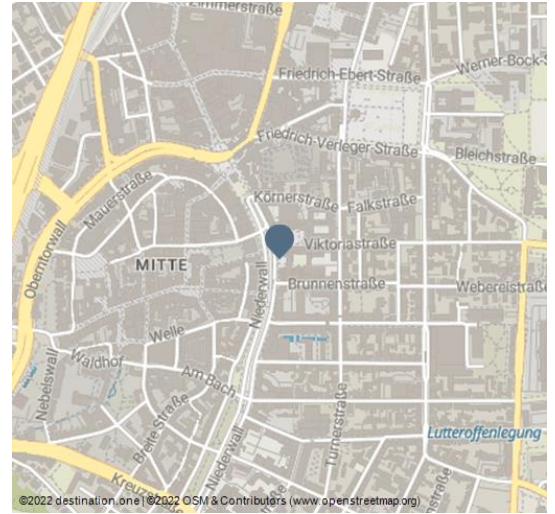 Zimmerstraße
Friedrich-Ebert-Straße
Werner-Bock-S
Friedrich-Verleger-Straße
Bleichstraße
Mauerstraße
Körnerstraße
Falkstraße
Viktoriastraße
MITTE
Oberntorwall
Brunnenstraße
Webereistraße
Niederwall
Welle
Waldhof
Nebelswall
Am Bach
Breite Straße
Turnerstraße
Niederwall
Lutteroffenlegung
Kreuz
©2022 destination.one | ©2022 OSM & Contributors (www.openstreetmap.org)